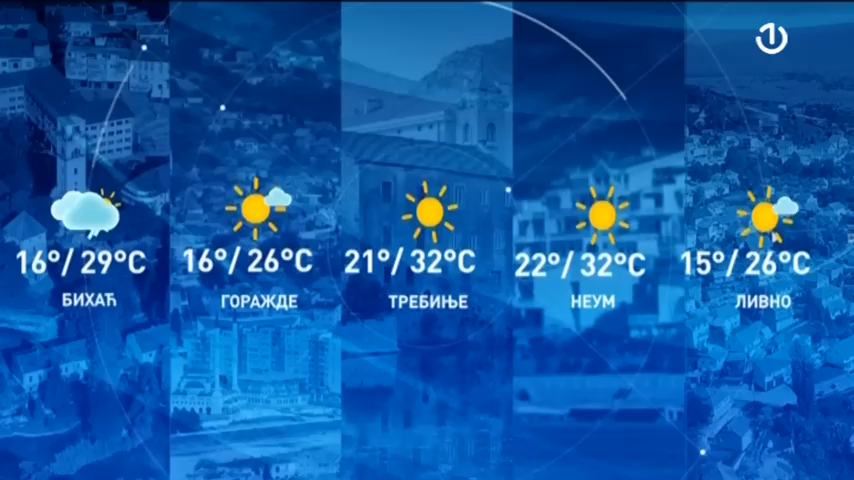 16°/29°C
БИХАЋ
16°/26°C
ГОРАЖДЕ
21°/32°C
ТРЕБИЊЕ
22°/32°C
НЕУМ
15°/26°C
ЛИВНО